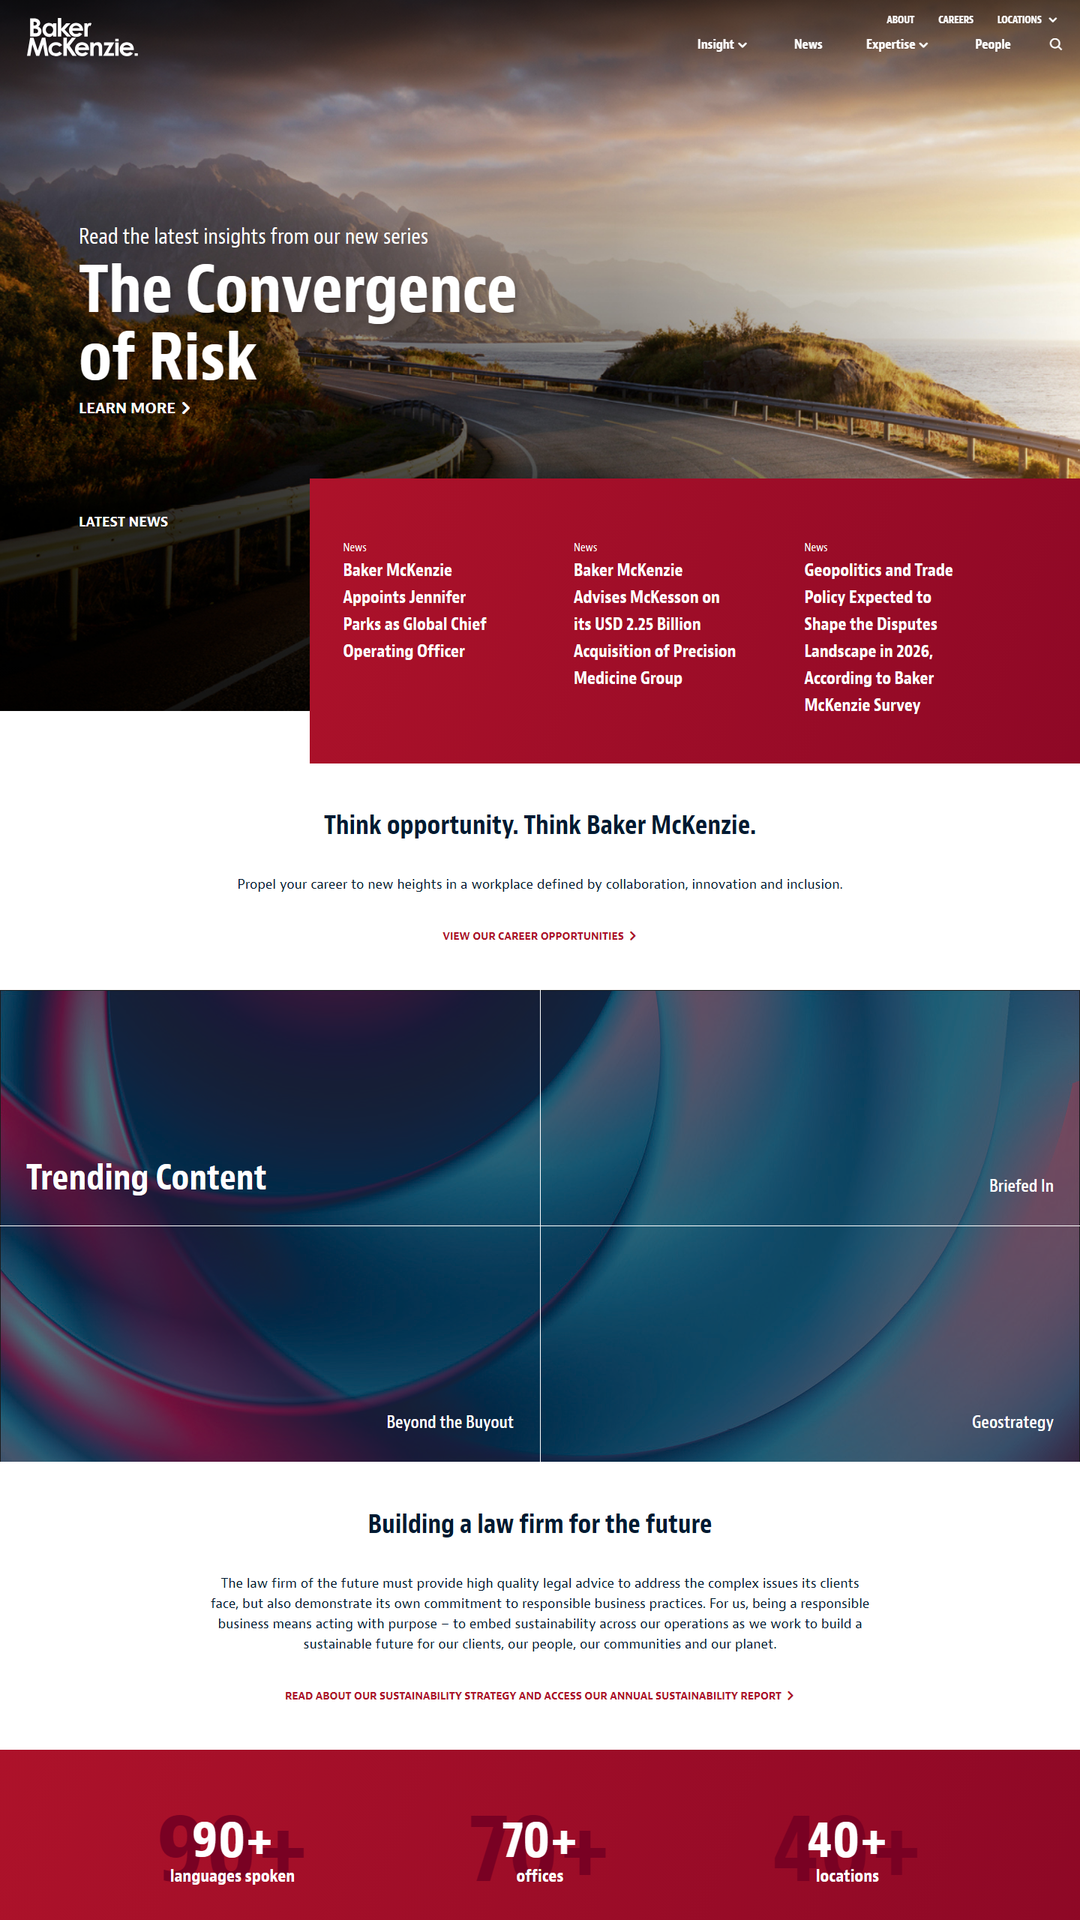 Baker
McKenzie.
ABOUT CAREERS LOCATIONS
Insight News Expertise People
Read the latest insights from our new series
The Convergence
of Risk
LEARN MORE
LATEST NEWS
News
Baker McKenzie
Appoints Jennifer
Parks as Global Chief
Operating Officer
News
Baker McKenzie
Advises McKesson on
its USD 2.25 Billion
Acquisition of Precision
Medicine Group
News
Geopolitics and Trade
Policy Expected to
Shape the Disputes
Landscape in 2026,
According to Baker
McKenzie Survey
Think opportunity. Think Baker McKenzie.
Propel your career to new heights in a workplace defined by collaboration, innovation and inclusion.
VIEW OUR CAREER OPPORTUNITIES
Trending Content
Briefed In
Beyond the Buyout
Geostrategy
Building a law firm for the future
The law firm of the future must provide high quality legal advice to address the complex issues its clients
face, but also demonstrate its own commitment to responsible business practices. For us, being a responsible
business means acting with purpose – to embed sustainability across our operations as we work to build a
sustainable future for our clients, our people, our communities and our planet.
READ ABOUT OUR SUSTAINABILITY STRATEGY AND ACCESS OUR ANNUAL SUSTAINABILITY REPORT
90+
languages spoken
70+
offices
40+
locations